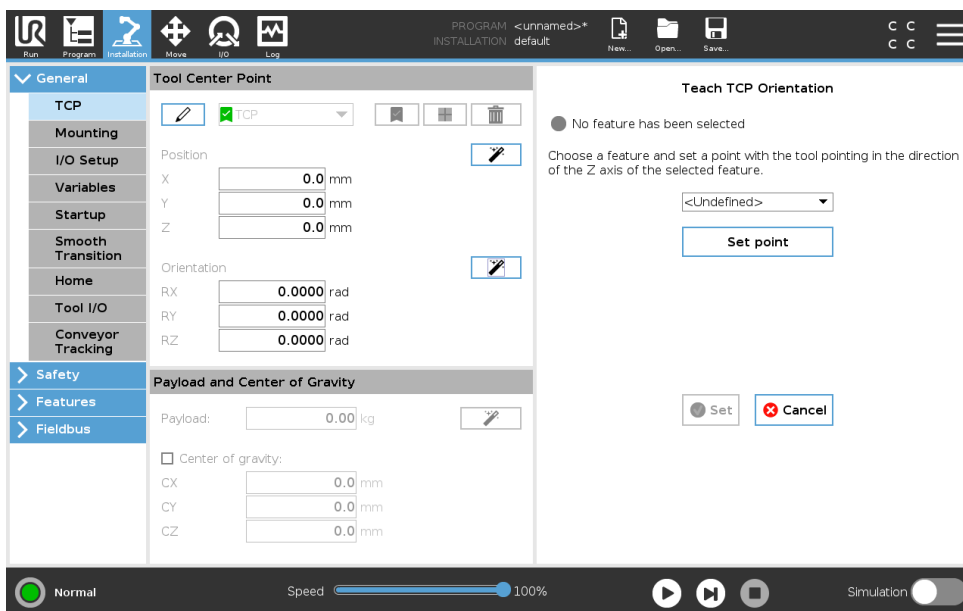 UR
PROGRAM <unnamed>*
INSTALLATION default
Run Program Installation Move I/O Log New... Open... Save...
C C
C C
General
TCP
Mounting
I/O Setup
Variables
Startup
Smooth
Transition
Home
Tool I/O
Conveyor
Tracking
Safety
Features
Fieldbus
Tool Center Point
TCP
Position
X 0.0 mm
Y 0.0 mm
Z 0.0 mm
Orientation
RX 0.0000 rad
RY 0.0000 rad
RZ 0.0000 rad
Payload and Center of Gravity
Payload: 0.00 kg
Center of gravity:
CX 0.0 mm
CY 0.0 mm
CZ 0.0 mm
Teach TCP Orientation
No feature has been selected
Choose a feature and set a point with the tool pointing in the direction
of the Z axis of the selected feature.
<Undefined>
Set point
Set Cancel
Normal Speed 100% Simulation